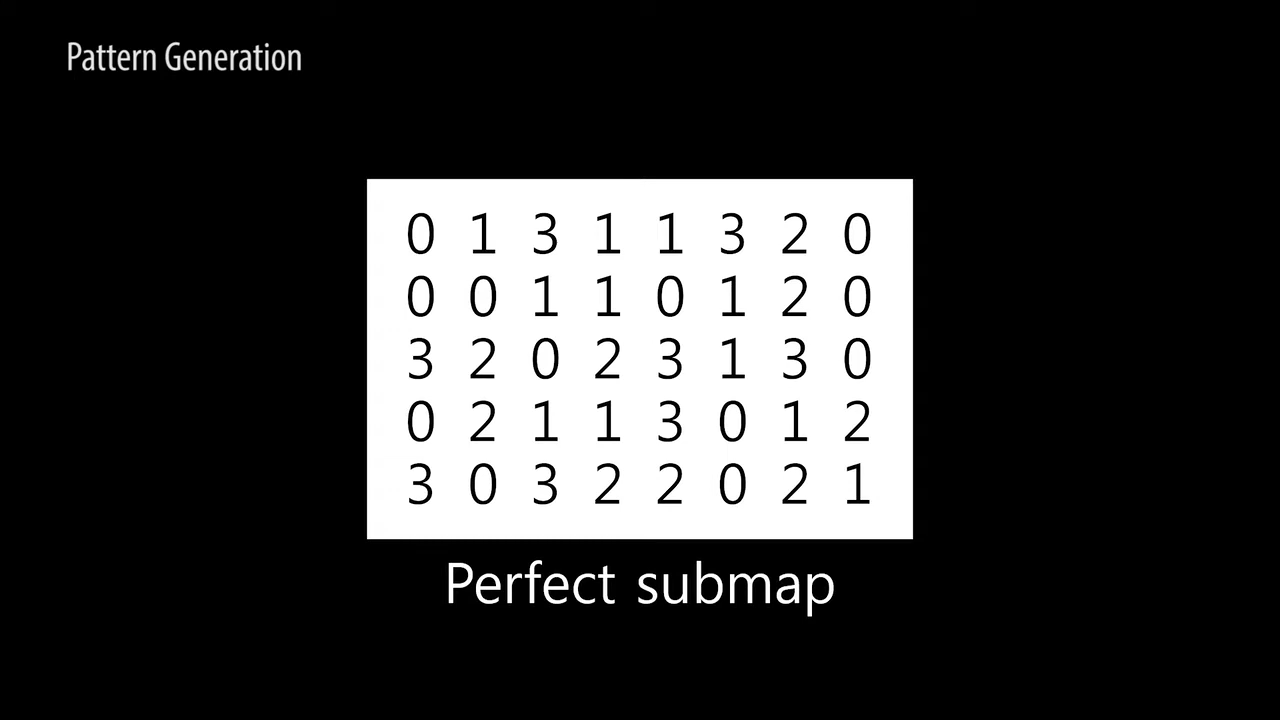 Pattern Generation
0 1 3 1 1 3 2 0
0 0 1 1 0 1 2 0
3 2 0 2 3 1 3 0
0 2 1 1 3 0 1 2
3 0 3 2 2 0 2 1
Perfect submap